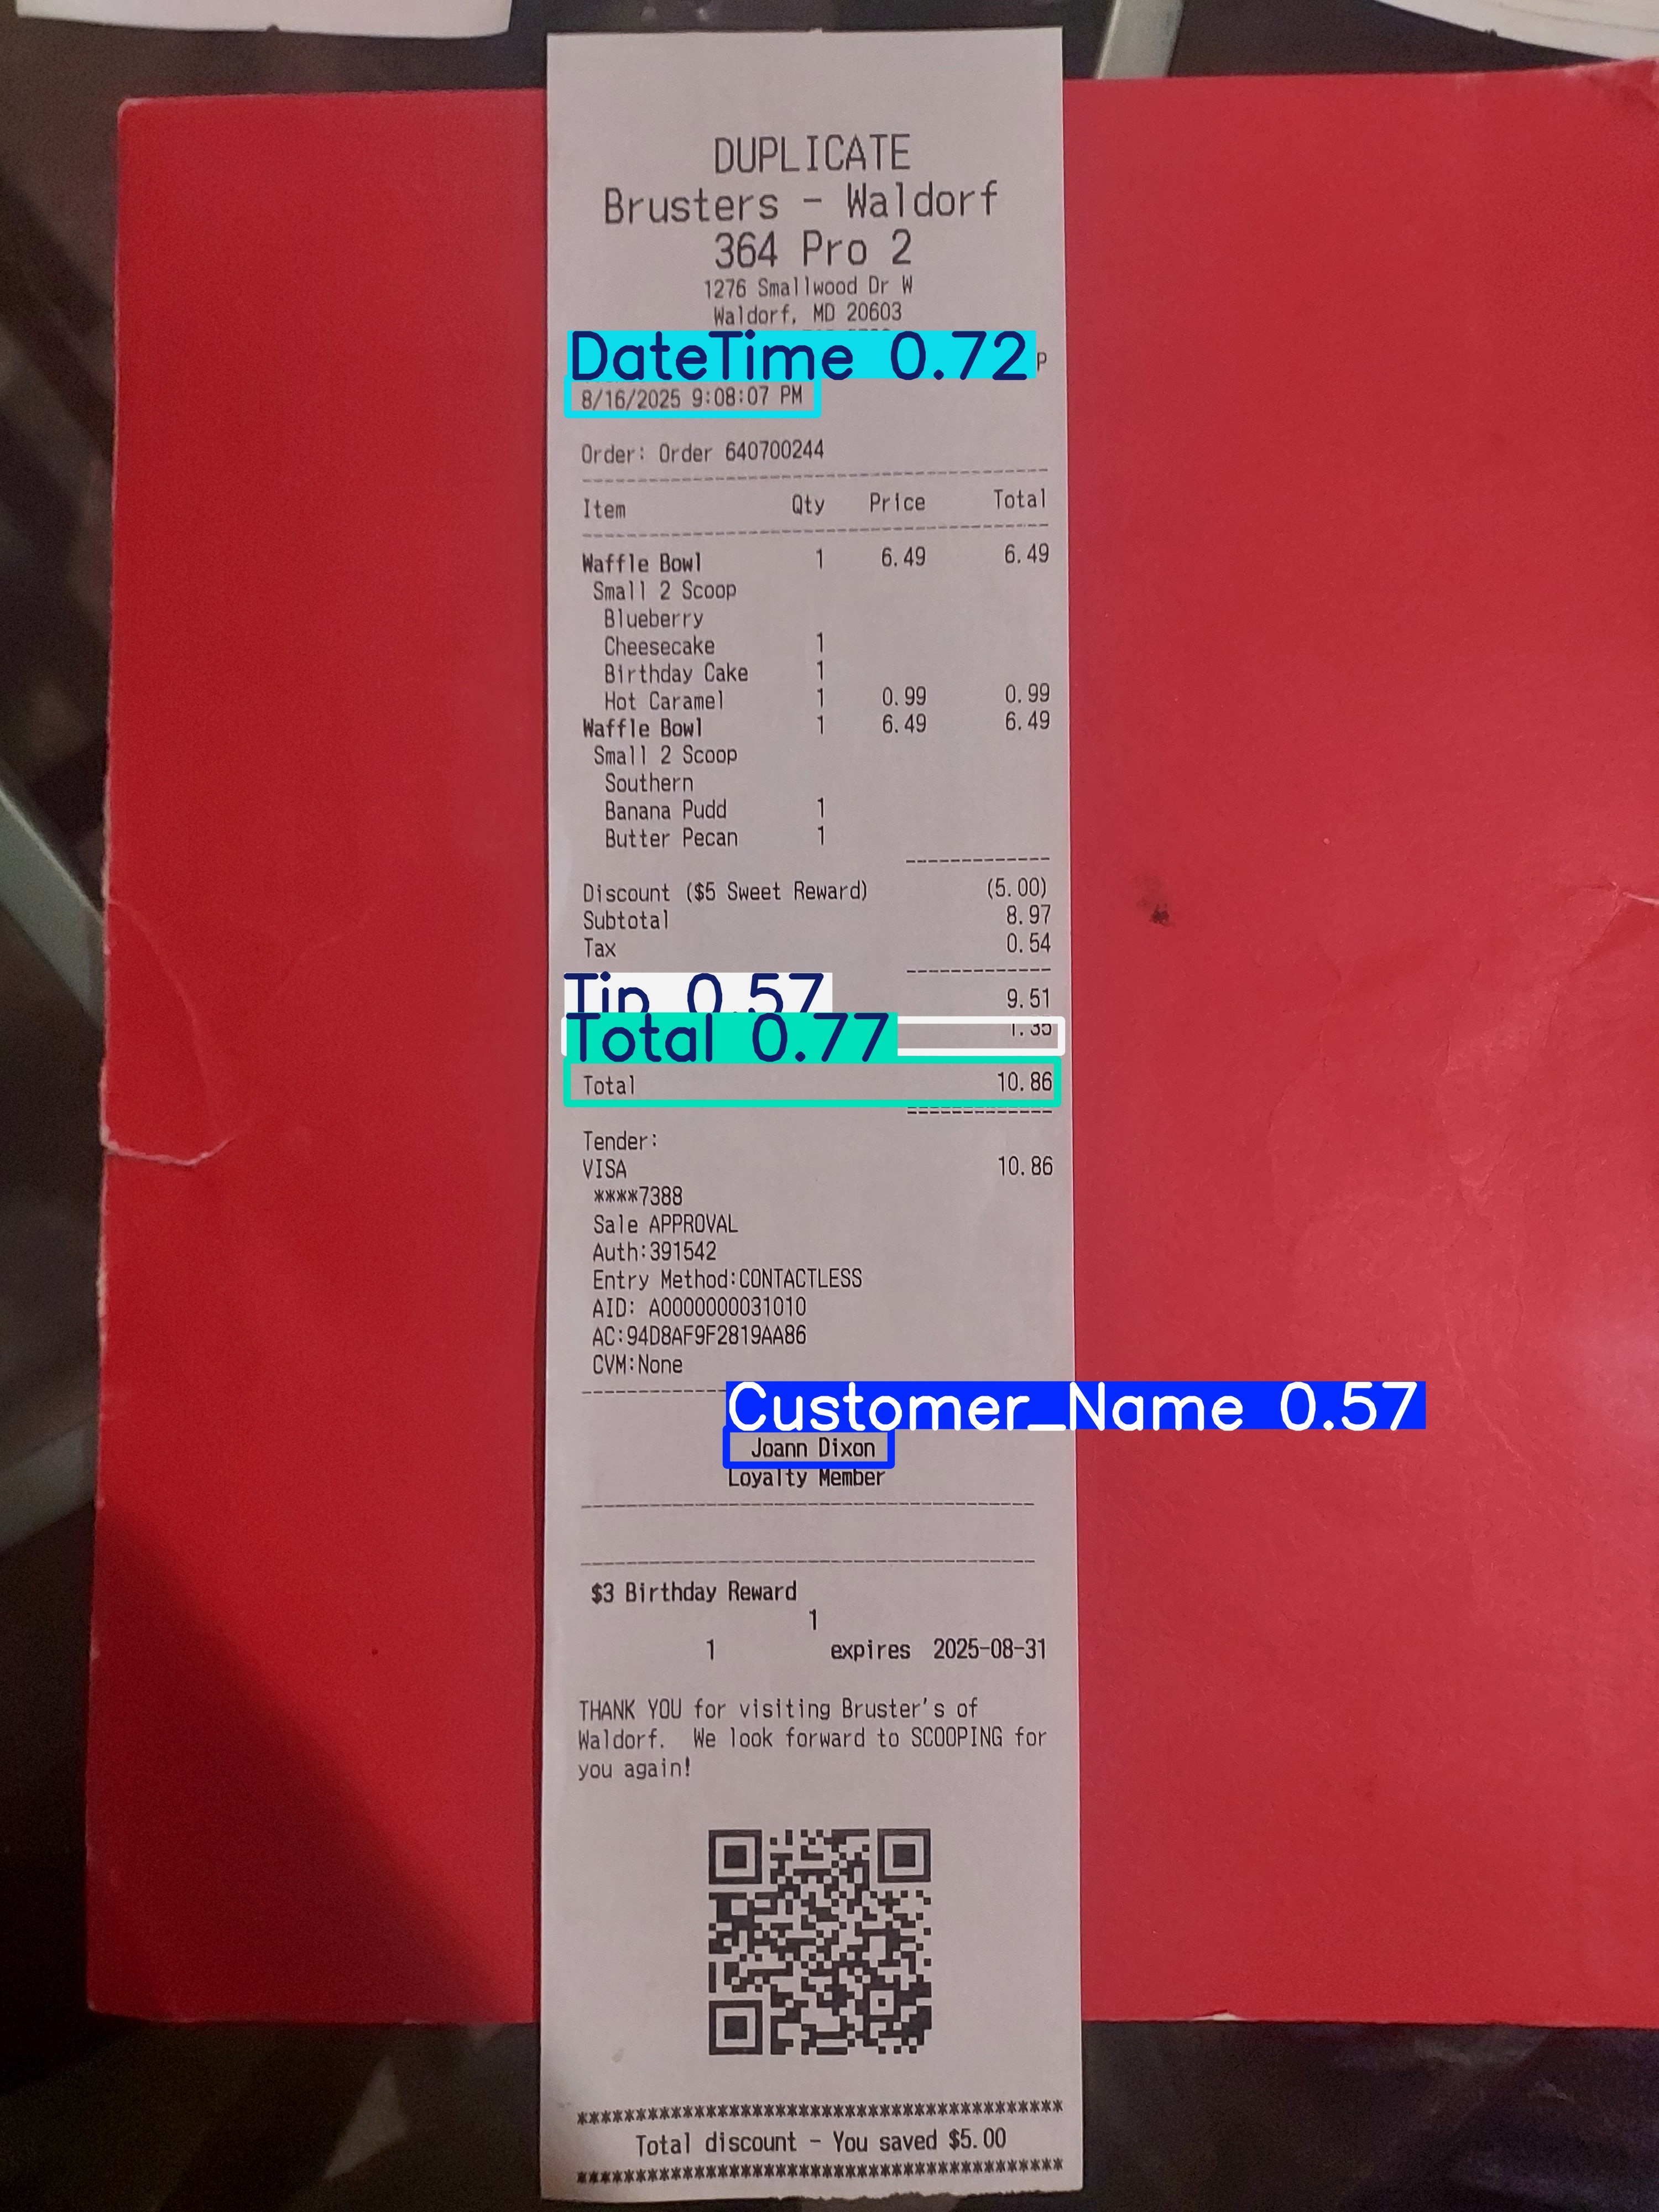 DUPLICATE
Brusters - Waldorf
364 Pro 2
1276 Smallwood Dr W
Waldorf, MD 20603
DateTime 0.72
8/16/2025 9:08:07 PM
Order: Order 640700244
Item Qty Price Total
Waffle Bowl 1 6.49 6.49
Small 2 Scoop
Blueberry
Cheesecake 1
Birthday Cake 1
Hot Caramel 1 0.99 0.99
Waffle Bowl 1 6.49 6.49
Small 2 Scoop
Southern
Banana Pudd 1
Butter Pecan 1
Discount ($5 Sweet Reward) (5.00)
Subtotal 8.97
Tax 0.54
Tip 0.57 9.51
Total 0.77 1.35
Total 10.86
Tender:
VISA 10.86
****7388
Sale APPROVAL
Auth:391542
Entry Method:CONTACTLESS
AID: A0000000031010
AC:94D8AF9F2819AA86
CVM:None
Customer_Name 0.57
Joann Dixon
Loyalty Member
$3 Birthday Reward
1
1 expires 2025-08-31
THANK YOU for visiting Bruster's of
Waldorf. We look forward to SCOOPING for
you again!
****************************************
Total discount - You saved $5.00
****************************************